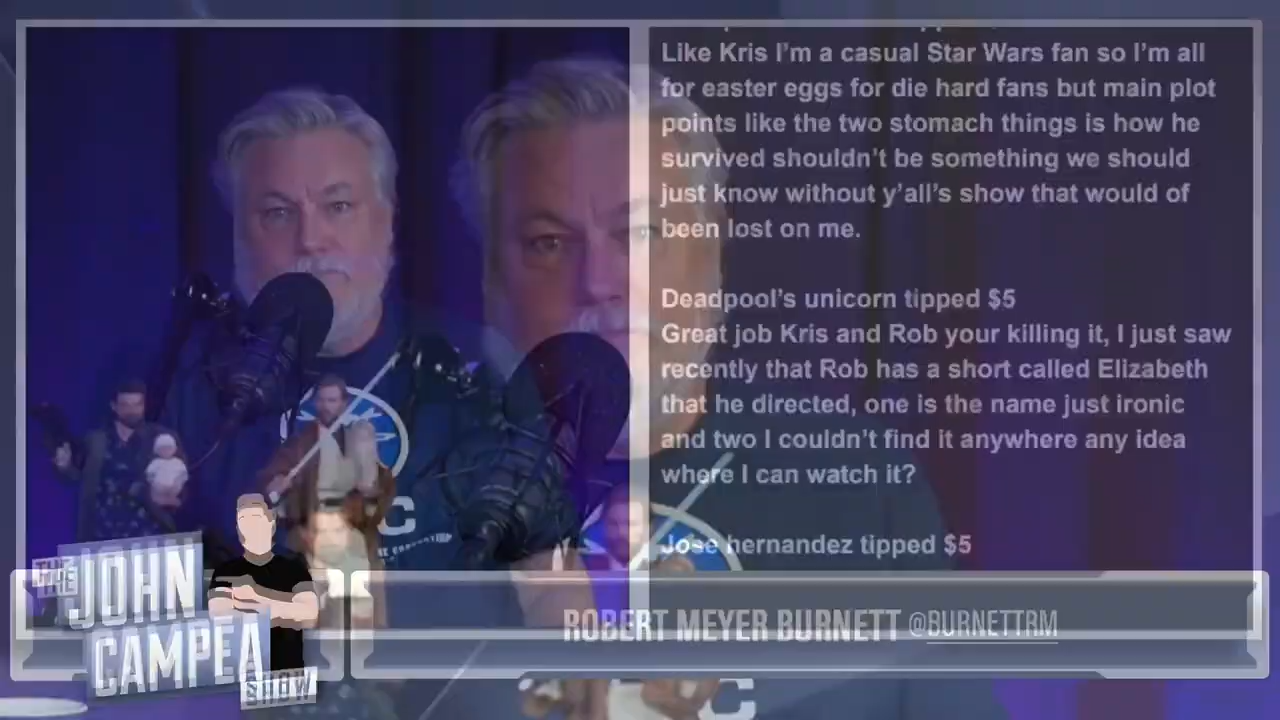 Like Kris I'm a casual Star Wars fan so I'm all
for easter eggs for die hard fans but main plot
points like the two stomach things is how he
survived shouldn't be something we should
just know without y'all's show that would of
been lost on me.
Deadpool's unicorn tipped $5
Great job Kris and Rob your killing it, I just saw
recently that Rob has a short called Elizabeth
that he directed, one is the name just ironic
and two I couldn't find it anywhere any idea
where I can watch it?
Jose hernandez tipped $5
THE
JOHN
CAMPEA
SHOW
ROBERT MEYER BURNETT @BURNETTRM